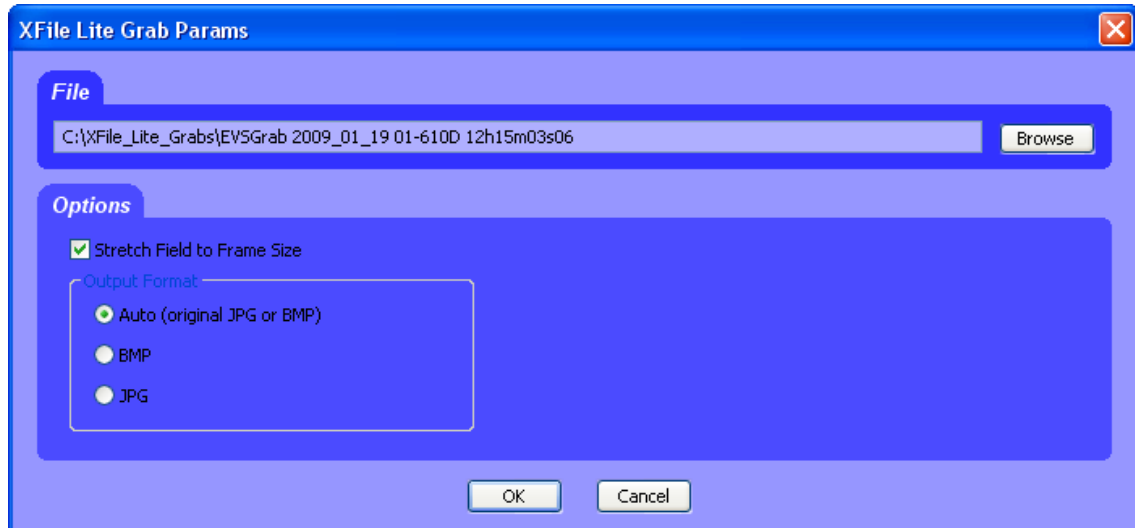 XFile Lite Grab Params
File
C:\XFile_Lite_Grabs\EVSGrab 2009_01_19 01-610D 12h15m03s06
Browse
Options
Stretch Field to Frame Size
Output Format
Auto (original JPG or BMP)
BMP
JPG
OK
Cancel